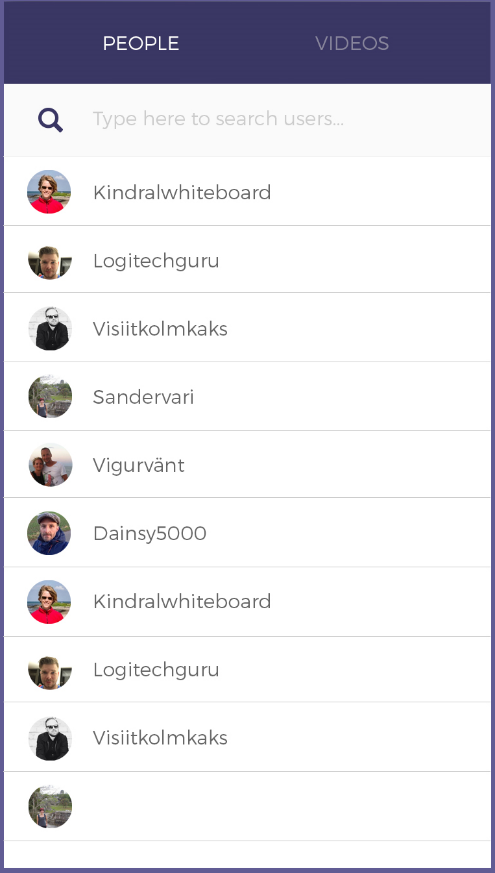 PEOPLE VIDEOS
Type here to search users...
Kindralwhiteboard
Logitechguru
Visiitkolmkaks
Sandervari
Vigurvänt
Dainsy5000
Kindralwhiteboard
Logitechguru
Visiitkolmkaks